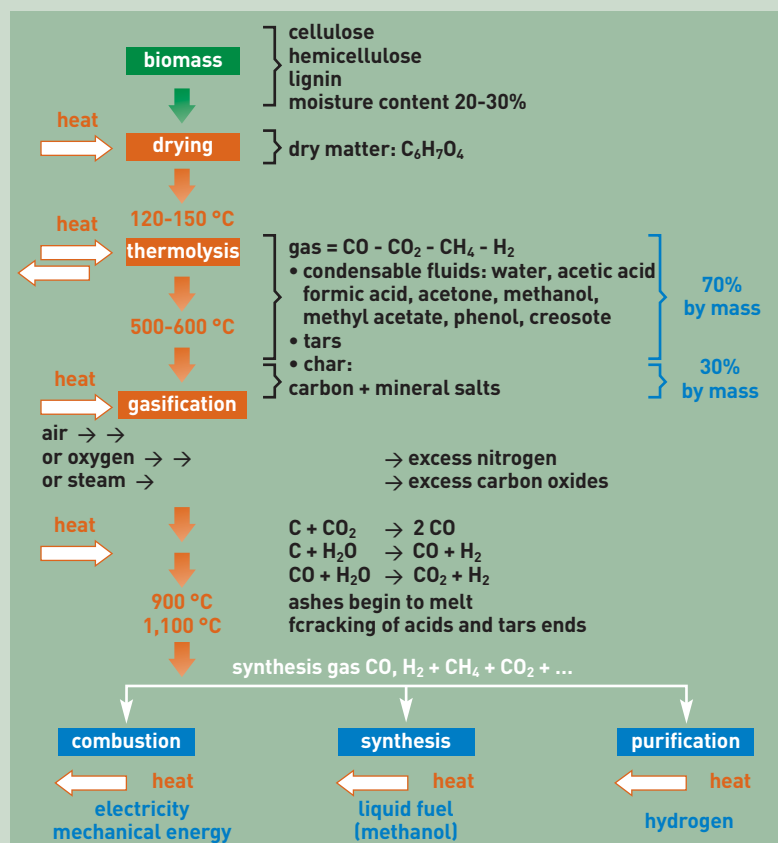 biomass
cellulose
hemicellulose
lignin
moisture content 20-30%
heat
drying
dry matter: C₆H₇O₄
120-150 °C
heat
thermolysis
gas = CO - CO₂ - CH₄ - H₂
• condensable fluids: water, acetic acid
formic acid, acetone, methanol,
methyl acetate, phenol, creosote
• tars
70%
by mass
500-600 °C
• char:
carbon + mineral salts
30%
by mass
heat
gasification
air → →
or oxygen → → → excess nitrogen
or steam → → excess carbon oxides
heat
C + CO₂ → 2 CO
C + H₂O → CO + H₂
CO + H₂O → CO₂ + H₂
900 °C ashes begin to melt
1,100 °C fcracking of acids and tars ends
synthesis gas CO, H₂ + CH₄ + CO₂ + ...
combustion
heat
electricity
mechanical energy
synthesis
heat
liquid fuel
(methanol)
purification
heat
hydrogen